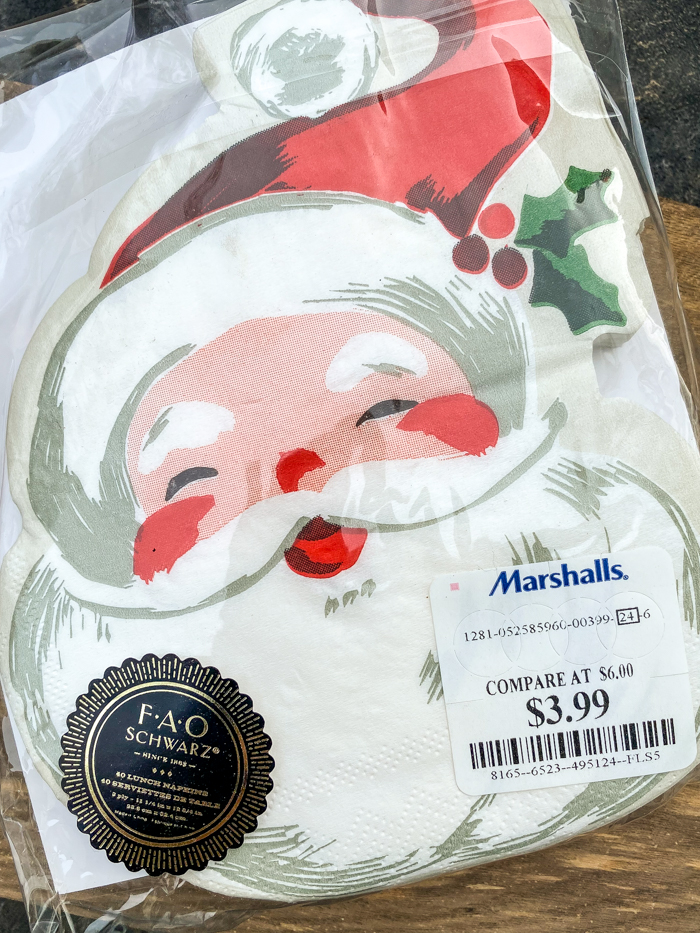 Marshalls.
1281-052585960-00399-24-6
COMPARE AT $6.00
$3.99
8165--6523--495124--FLS5
F·A·O
SCHWARZ®
SINCE 1862
40 LUNCH NAPKINS
40 SERVIETTES DE TABLE